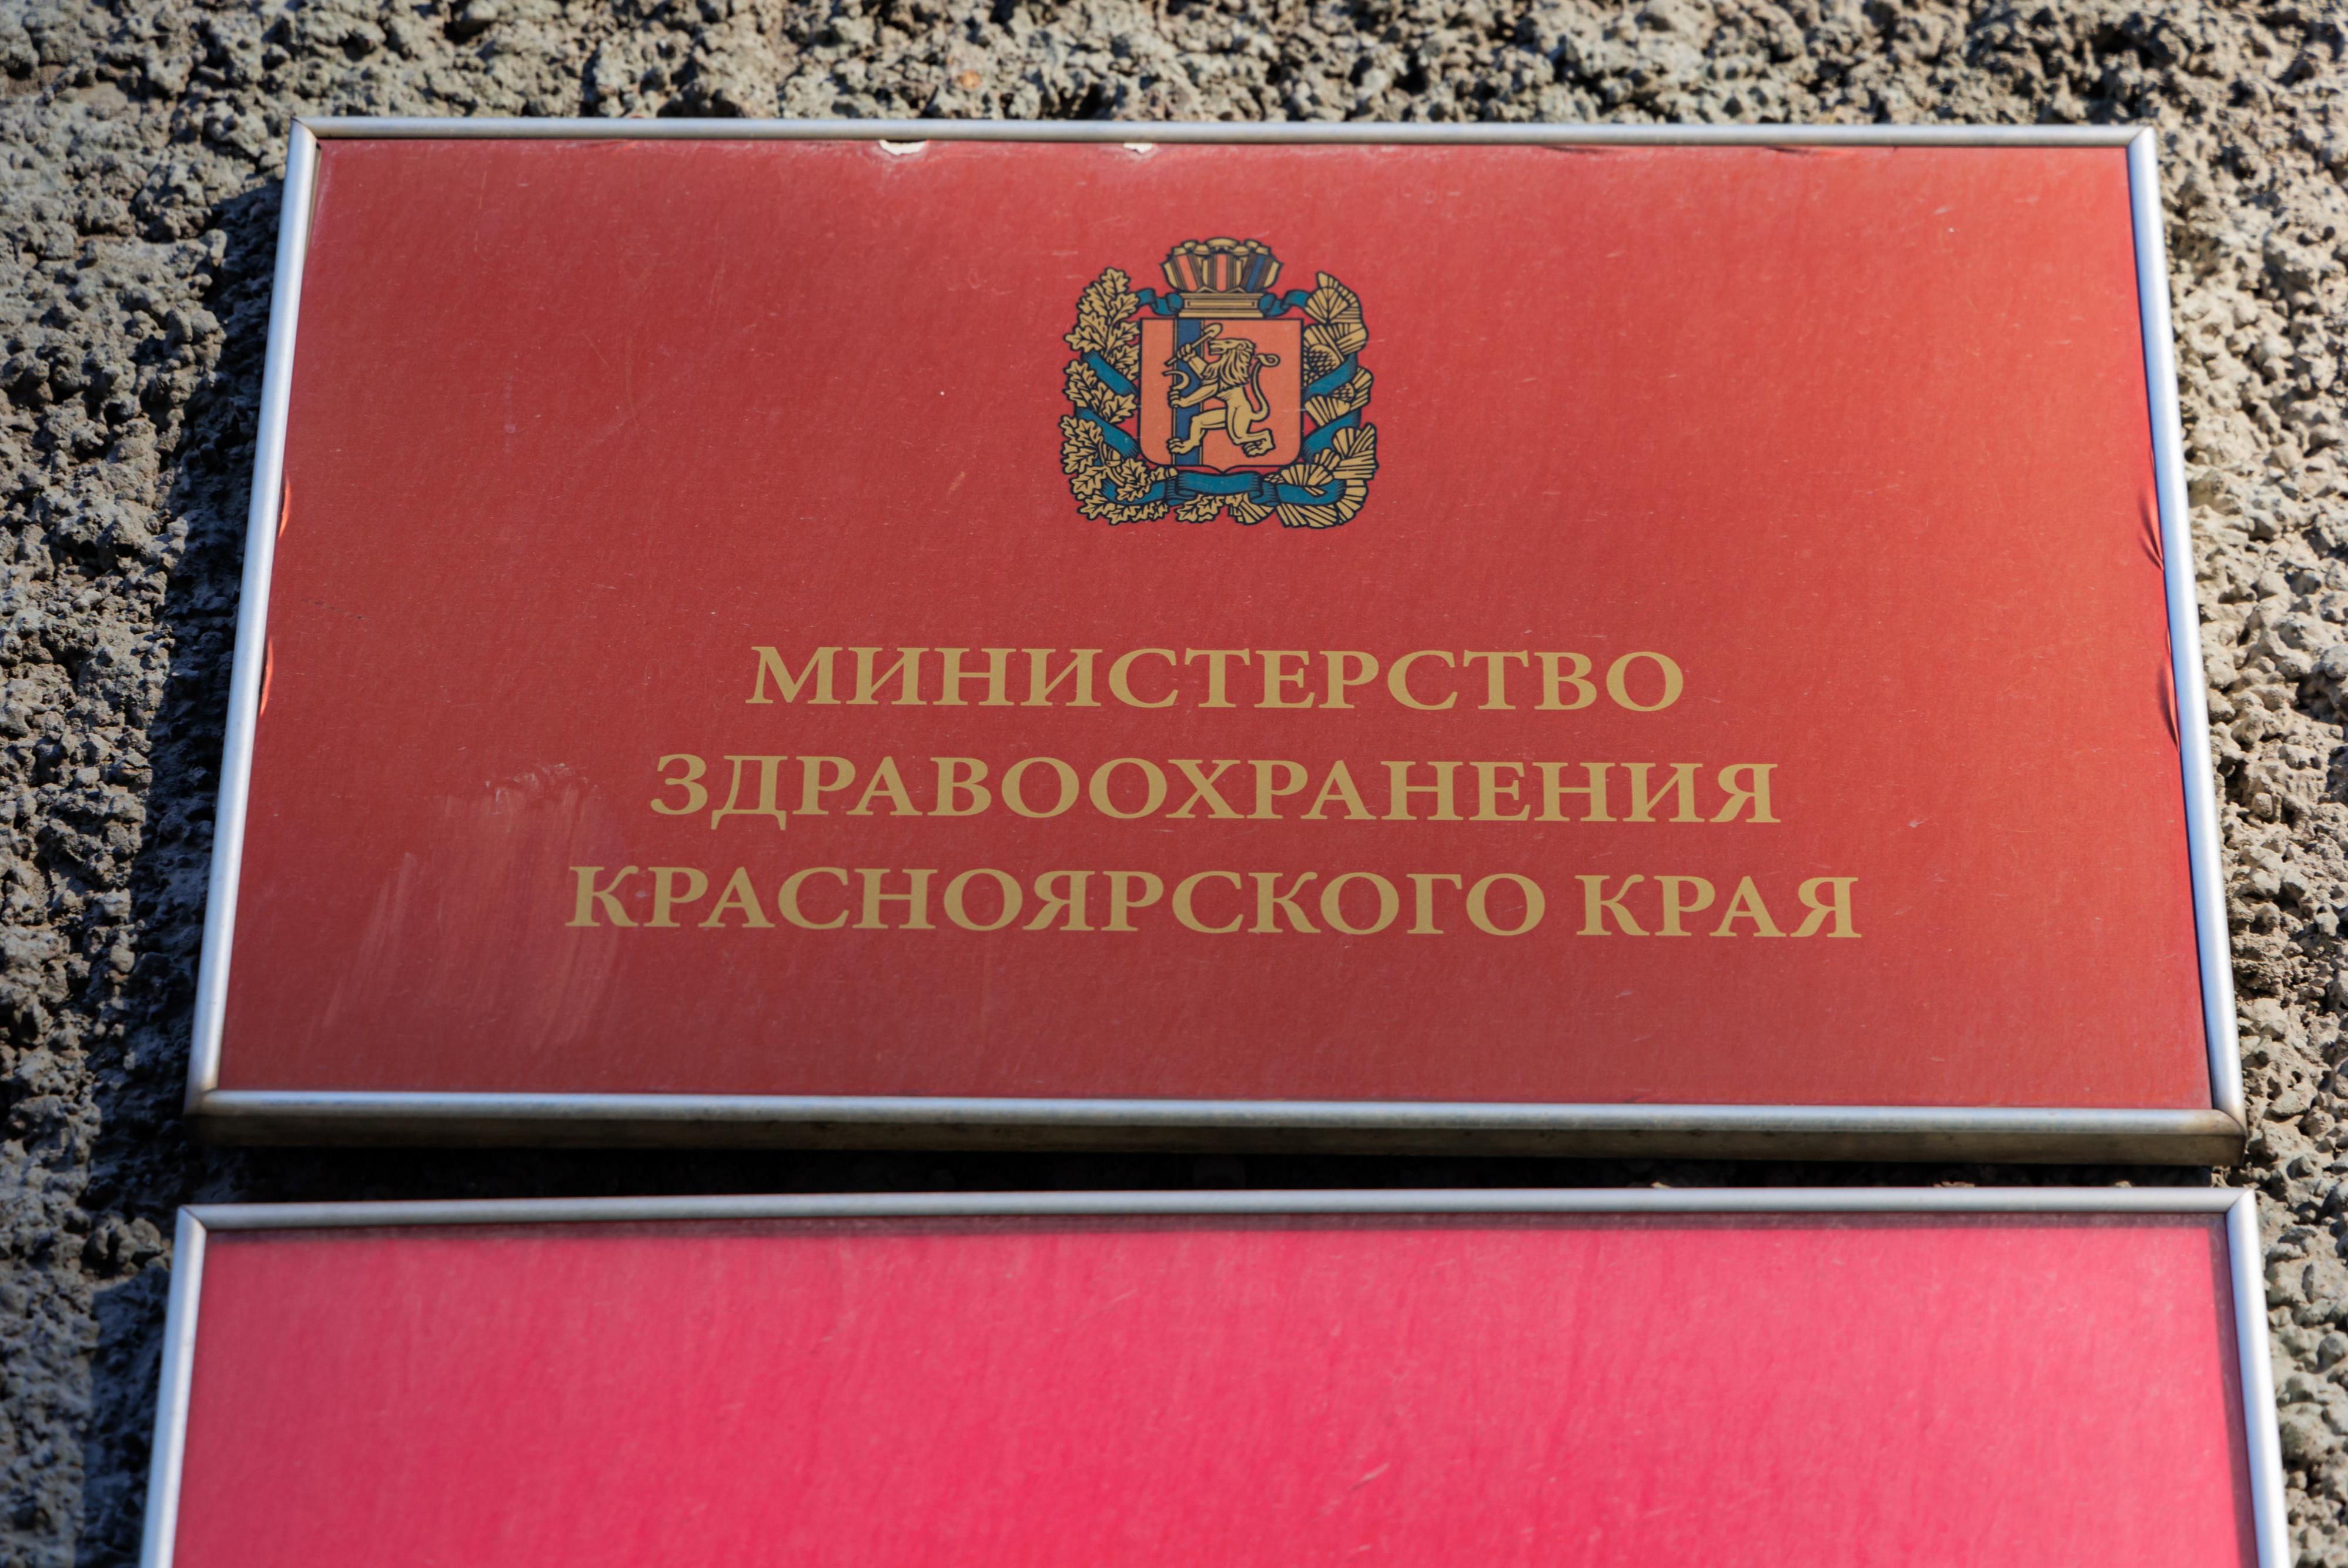 МИНИСТЕРСТВО
ЗДРАВООХРАНЕНИЯ
КРАСНОЯРСКОГО КРАЯ